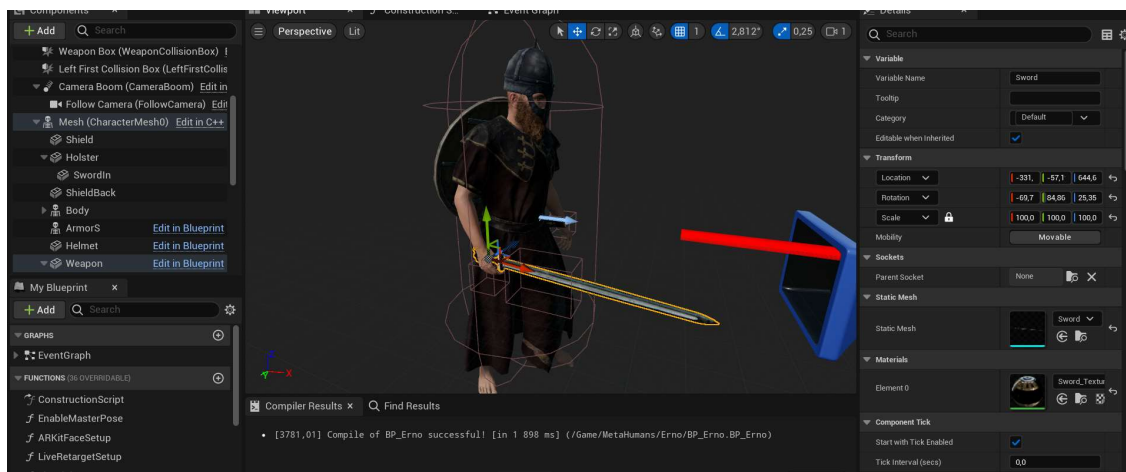 Components ×
+ Add Search
Weapon Box (WeaponCollisionBox)
Left First Collision Box (LeftFirstCollis
Camera Boom (CameraBoom) Edit in
Follow Camera (FollowCamera) Edit
Mesh (CharacterMesh0) Edit in C++
Shield
Holster
SwordIn
ShieldBack
Body
ArmorS Edit in Blueprint
Helmet Edit in Blueprint
Weapon Edit in Blueprint
My Blueprint ×
+ Add Search
GRAPHS
EventGraph
FUNCTIONS (36 OVERRIDABLE)
ConstructionScript
EnableMasterPose
ARKitFaceSetup
LiveRetargetSetup
Viewport × Construction S... Event Graph
Perspective Lit 1 2,812° 0,25 1
X
Compiler Results × Find Results
• [3781,01] Compile of BP_Erno successful! [in 1 898 ms] (/Game/MetaHumans/Erno/BP_Erno.BP_Erno)
Details ×
Search
Variable
Variable Name Sword
Tooltip
Category Default
Editable when Inherited
Transform
Location -331, -57,1 644,6
Rotation -69,7 84,86 25,35
Scale 100,0 100,0 100,0
Mobility Movable
Sockets
Parent Socket None
Static Mesh
Static Mesh Sword
Materials
Element 0 Sword_Textur
Component Tick
Start with Tick Enabled
Tick Interval (secs) 0,0